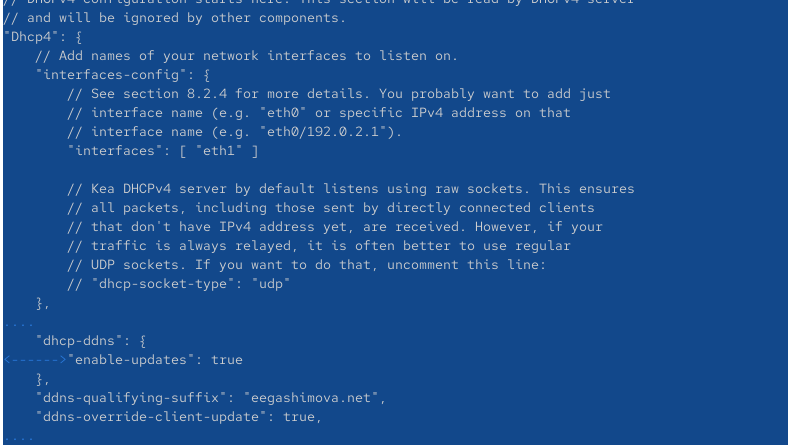 // DHCPv4 configuration starts here. This section will be read by DHCPv4 server
// and will be ignored by other components.
"Dhcp4": {
    // Add names of your network interfaces to listen on.
    "interfaces-config": {
        // See section 8.2.4 for more details. You probably want to add just
        // interface name (e.g. "eth0" or specific IPv4 address on that
        // interface name (e.g. "eth0/192.0.2.1").
        "interfaces": [ "eth1" ]

        // Kea DHCPv4 server by default listens using raw sockets. This ensures
        // all packets, including those sent by directly connected clients
        // that don't have IPv4 address yet, are received. However, if your
        // traffic is always relayed, it is often better to use regular
        // UDP sockets. If you want to do that, uncomment this line:
        // "dhcp-socket-type": "udp"
    },
....
    "dhcp-ddns": {
<------>"enable-updates": true
    },
    "ddns-qualifying-suffix": "eegashimova.net",
    "ddns-override-client-update": true,
....